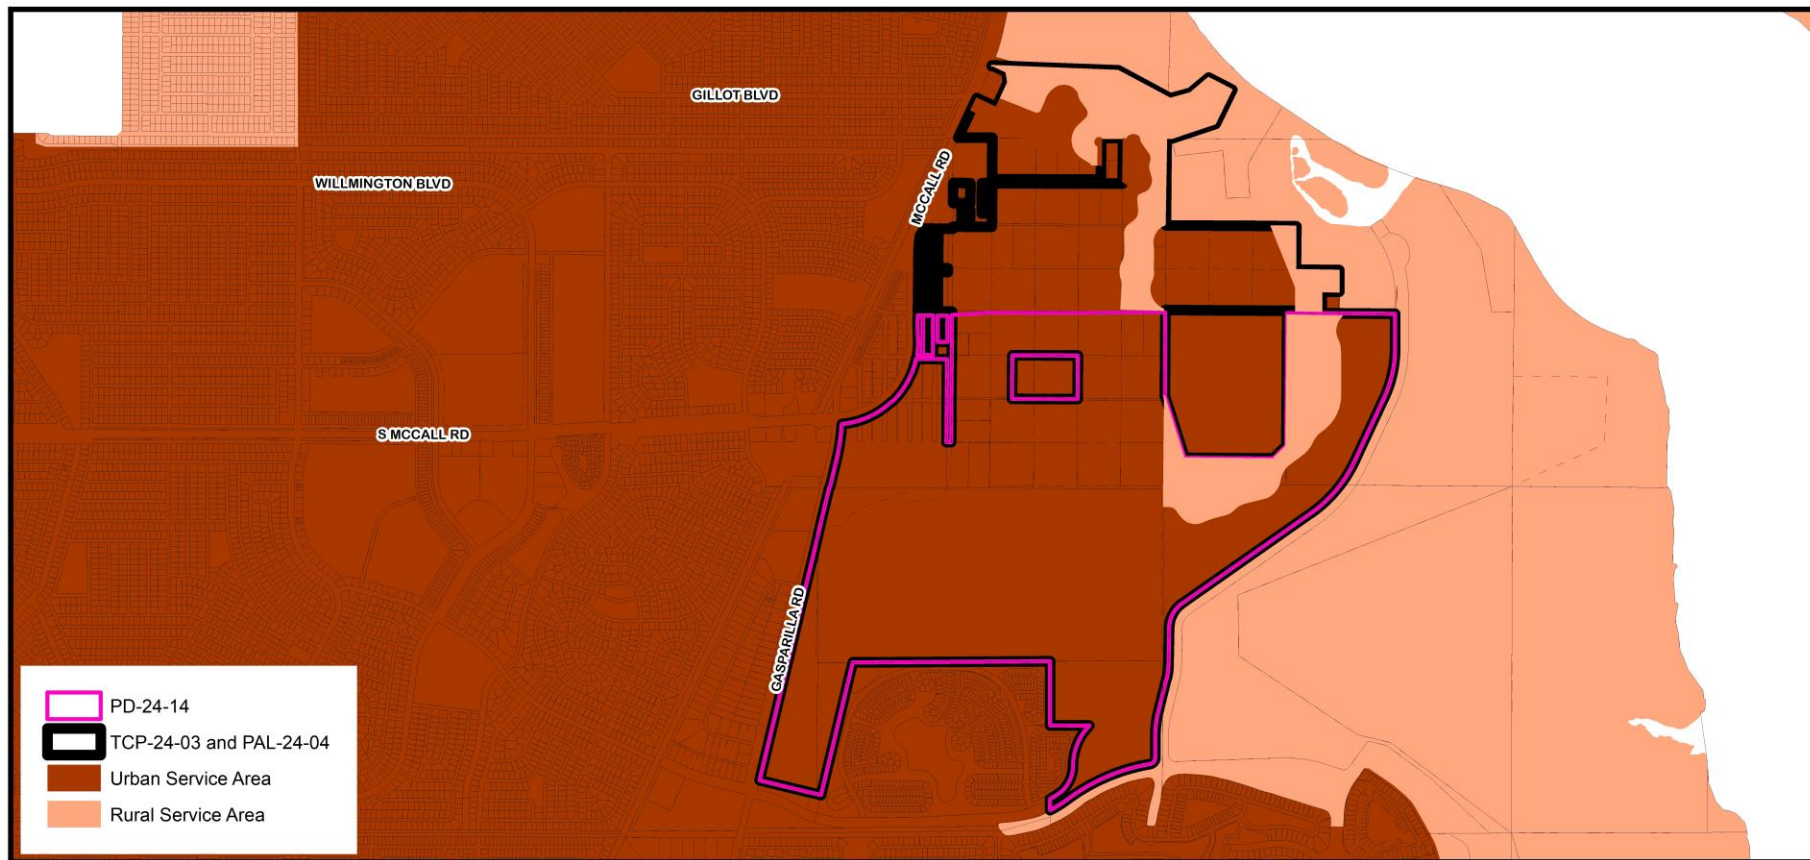 GILLOT BLVD
WILLMINGTON BLVD
MCCALL RD
S MCCALL RD
GASPARILLA RD
PD-24-14
TCP-24-03 and PAL-24-04
Urban Service Area
Rural Service Area